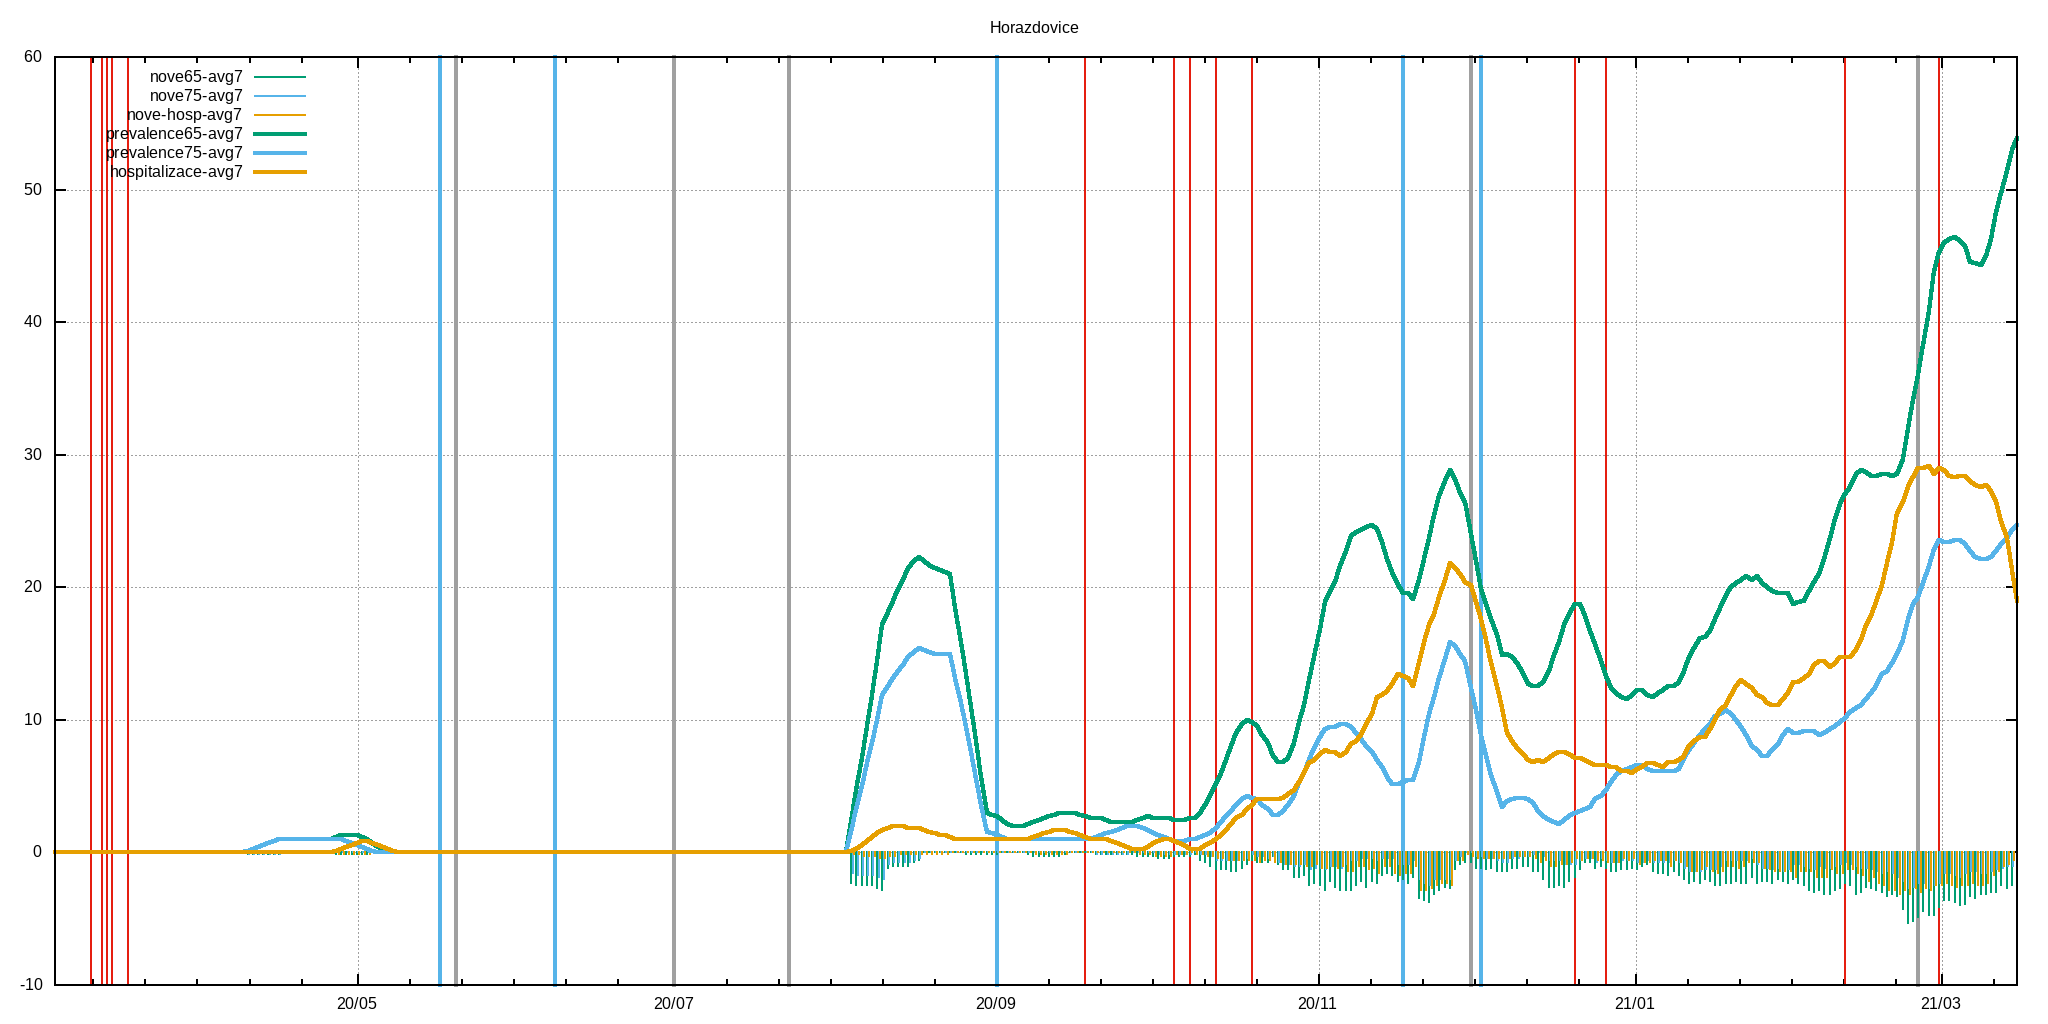 Horazdovice
60
nove65-avg7
nove75-avg7
nove-hosp-avg7
prevalence65-avg7
prevalence75-avg7
hospitalizace-avg7
50
40
30
20
10
0
-10
20/05 20/07 20/09 20/11 21/01 21/03